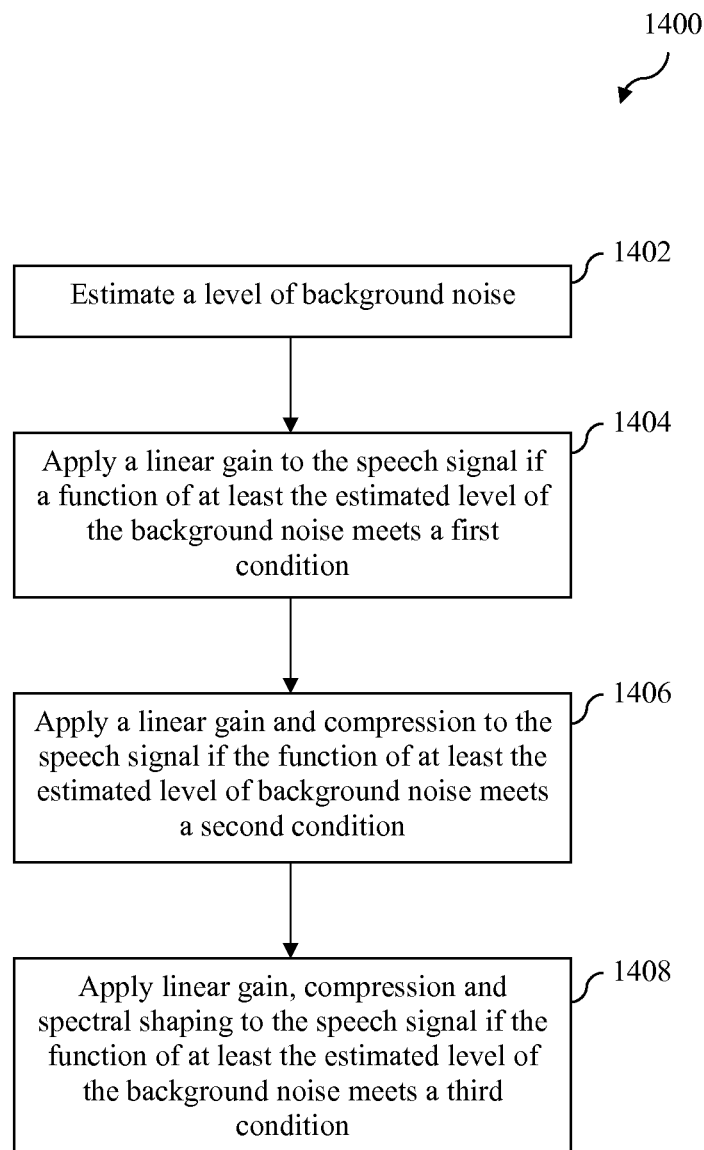 1400
1402
Estimate a level of background noise
1404
Apply a linear gain to the speech signal if
a function of at least the estimated level of
the background noise meets a first
condition
1406
Apply a linear gain and compression to the
speech signal if the function of at least the
estimated level of background noise meets
a second condition
1408
Apply linear gain, compression and
spectral shaping to the speech signal if the
function of at least the estimated level of
the background noise meets a third
condition